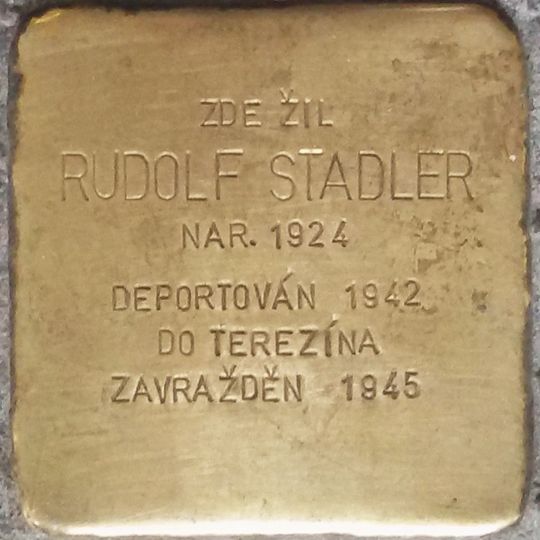 ZDE ŽIL
RUDOLF STADLER
NAR. 1924
DEPORTOVÁN 1942
DO TEREZÍNA
ZAVRAŽDĚN 1945